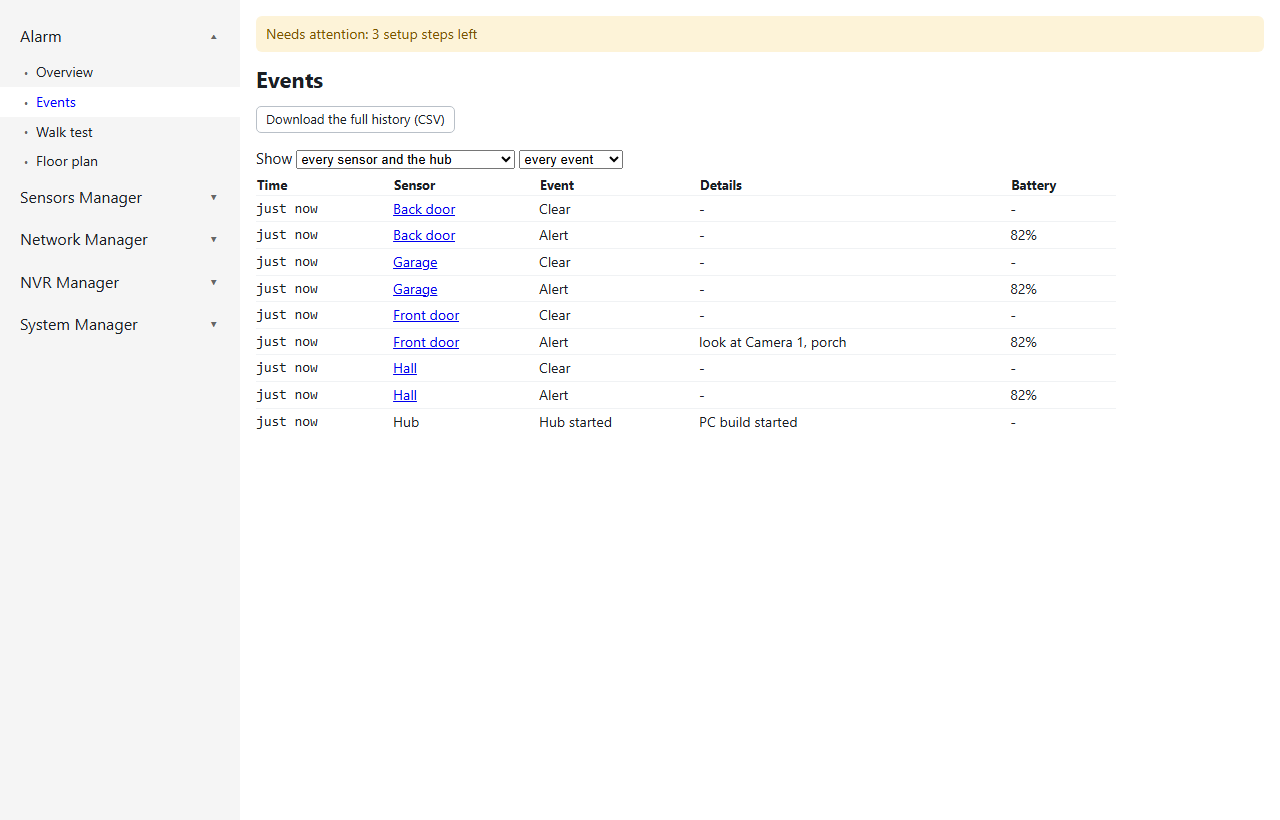 Alarm ▲
• Overview
• Events
• Walk test
• Floor plan
Sensors Manager ▼
Network Manager ▼
NVR Manager ▼
System Manager ▼
Needs attention: 3 setup steps left
Events
Download the full history (CSV)
Show every sensor and the hub every event
Time Sensor Event Details Battery
just now Back door Clear - -
just now Back door Alert - 82%
just now Garage Clear - -
just now Garage Alert - 82%
just now Front door Clear - -
just now Front door Alert look at Camera 1, porch 82%
just now Hall Clear - -
just now Hall Alert - 82%
just now Hub Hub started PC build started -